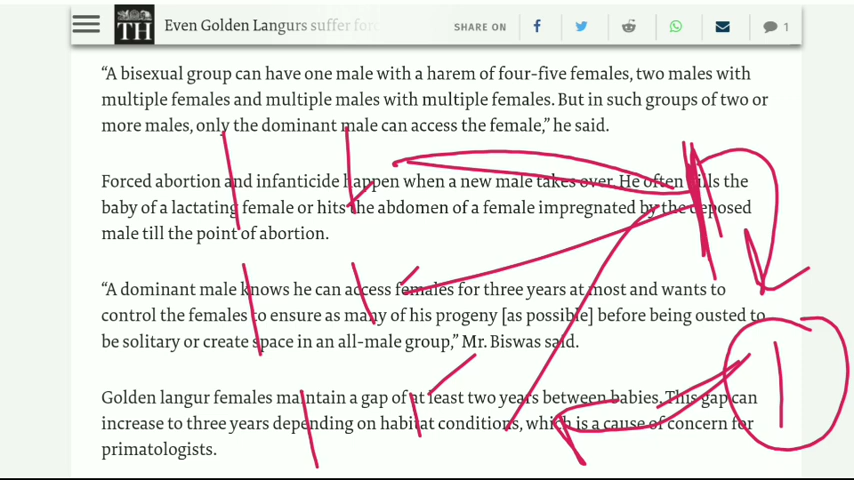 TH Even Golden Langurs suffer forc SHARE ON 1
“A bisexual group can have one male with a harem of four-five females, two males with
multiple females and multiple males with multiple females. But in such groups of two or
more males, only the dominant male can access the female,” he said.
Forced abortion and infanticide happen when a new male takes over. He often kills the
baby of a lactating female or hits the abdomen of a female impregnated by the deposed
male till the point of abortion.
“A dominant male knows he can access females for three years at most and wants to
control the females to ensure as many of his progeny [as possible] before being ousted to
be solitary or create space in an all-male group,” Mr. Biswas said.
Golden langur females maintain a gap of at least two years between babies. This gap can
increase to three years depending on habitat conditions, which is a cause of concern for
primatologists.